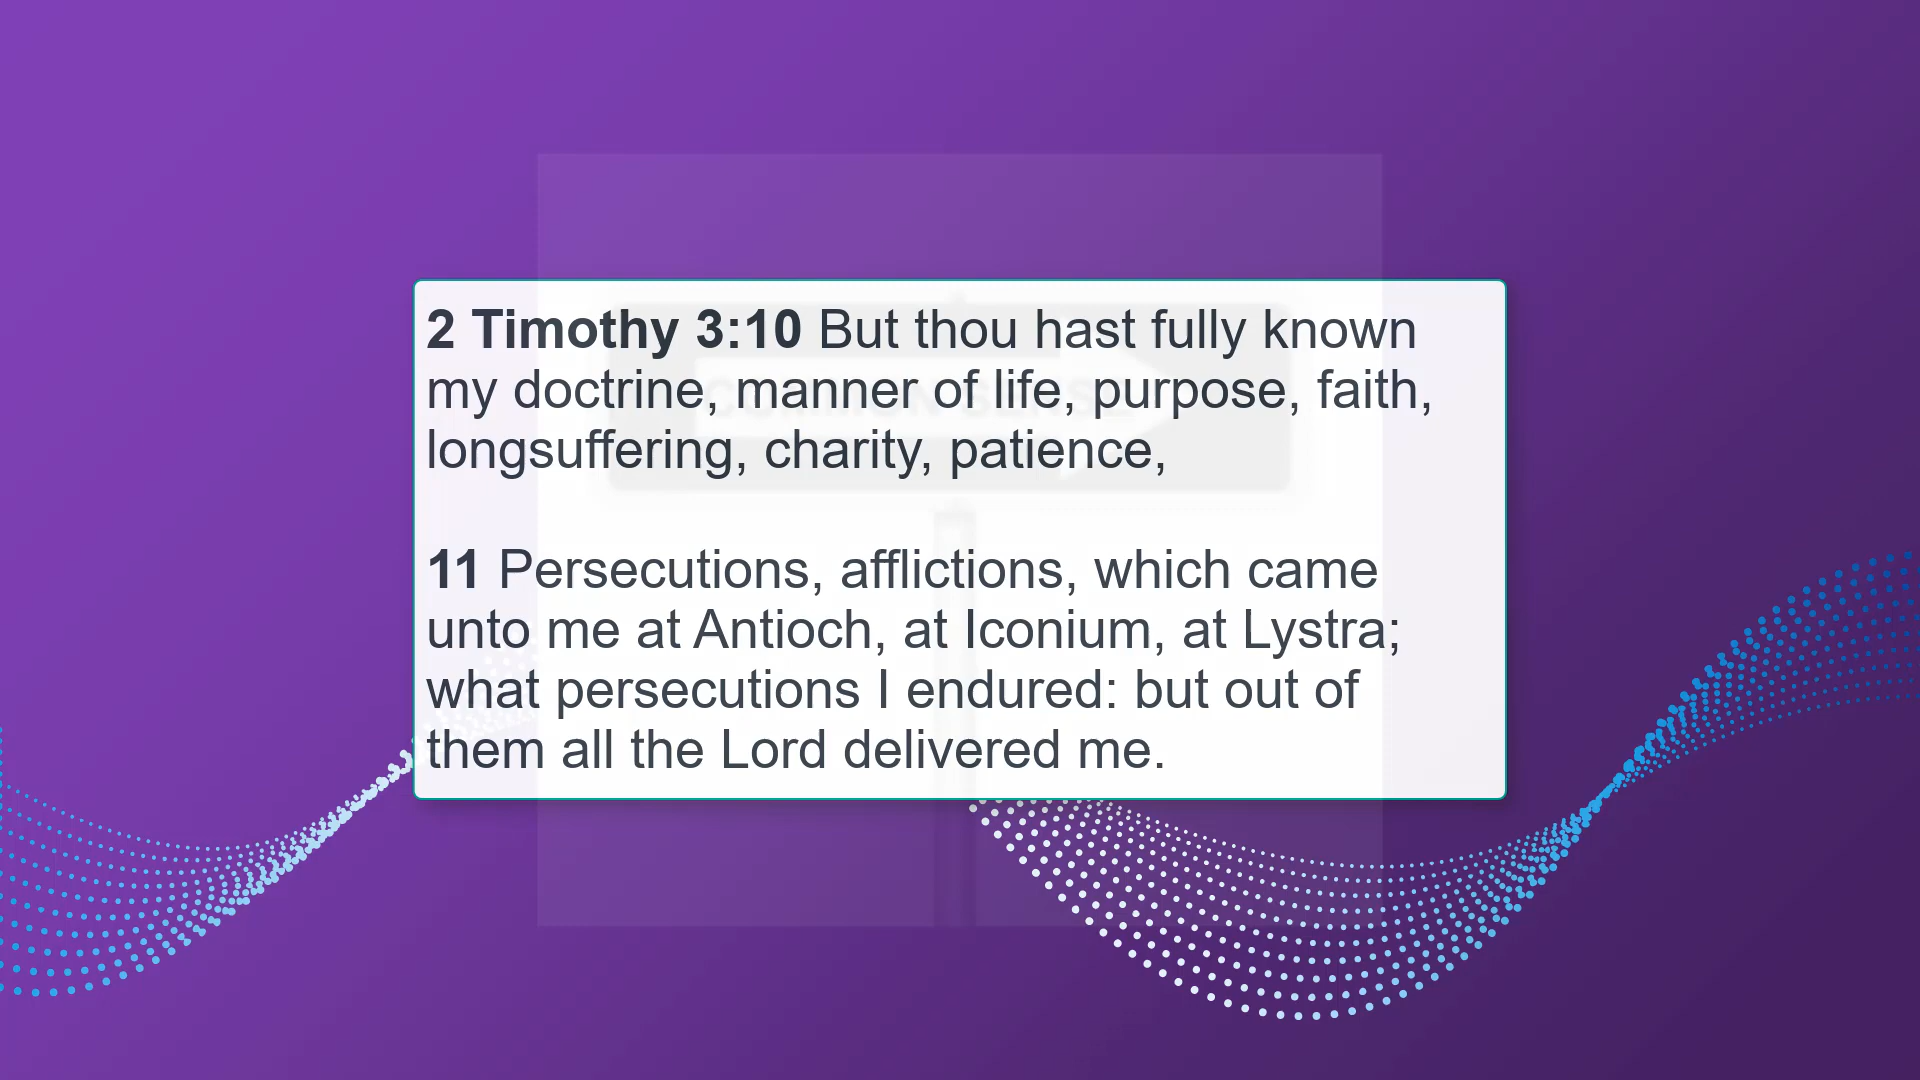 2 Timothy 3:10 But thou hast fully known
my doctrine, manner of life, purpose, faith,
longsuffering, charity, patience,
11 Persecutions, afflictions, which came
unto me at Antioch, at Iconium, at Lystra;
what persecutions I endured: but out of
them all the Lord delivered me.